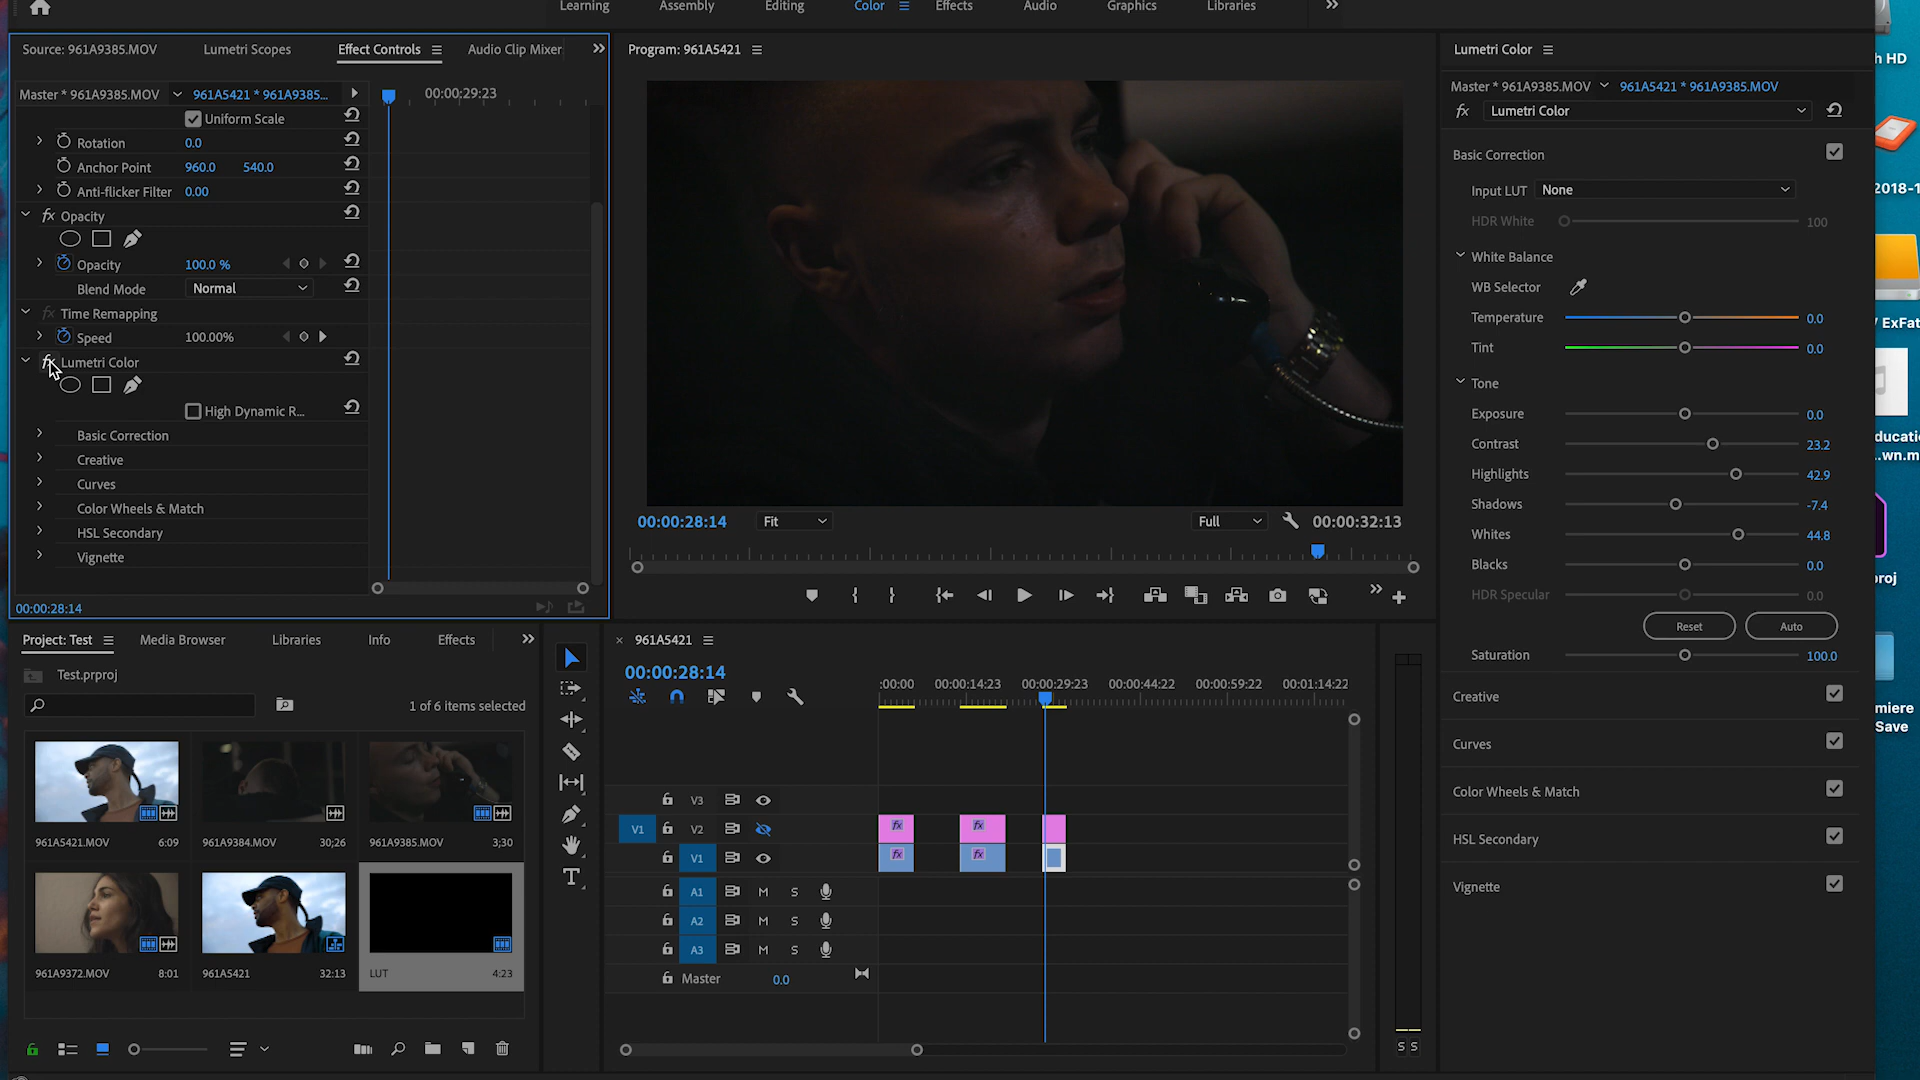 Learning Assembly Editing Color Effects Audio Graphics Libraries
Source: 961A9385.MOV Lumetri Scopes Effect Controls Audio Clip Mixer
Master * 961A9385.MOV 961A5421 * 961A9385... 00:00:29:23
Uniform Scale
Rotation 0.0
Anchor Point 960.0 540.0
Anti-flicker Filter 0.00
fx Opacity
Opacity 100.0 %
Blend Mode Normal
fx Time Remapping
Speed 100.00%
fx Lumetri Color
High Dynamic R...
Basic Correction
Creative
Curves
Color Wheels & Match
HSL Secondary
Vignette
00:00:28:14
Program: 961A5421
00:00:28:14 Fit Full 00:00:32:13
Lumetri Color
Master * 961A9385.MOV 961A5421 * 961A9385.MOV
fx Lumetri Color
Basic Correction
Input LUT None
HDR White 100
White Balance
WB Selector
Temperature 0.0
Tint 0.0
Tone
Exposure 0.0
Contrast 23.2
Highlights 42.9
Shadows -7.4
Whites 44.8
Blacks 0.0
HDR Specular 0.0
Reset Auto
Saturation 100.0
Creative
Curves
Color Wheels & Match
HSL Secondary
Vignette
Project: Test Media Browser Libraries Info Effects
Test.prproj
1 of 6 items selected
961A5421.MOV 6:09 961A9384.MOV 30;26 961A9385.MOV 3;30
961A9372.MOV 8:01 961A5421 32:13 LUT 4:23
961A5421
00:00:28:14
:00:00 00:00:14:23 00:00:29:23 00:00:44:22 00:00:59:22 00:01:14:22
V3
V1 V2 fx fx
V1 fx fx
A1 M S
A2 M S
A3 M S
Master 0.0
S S
h HD
2018-1
ExFat
ducatio
..wn.m
roj
miere
Save